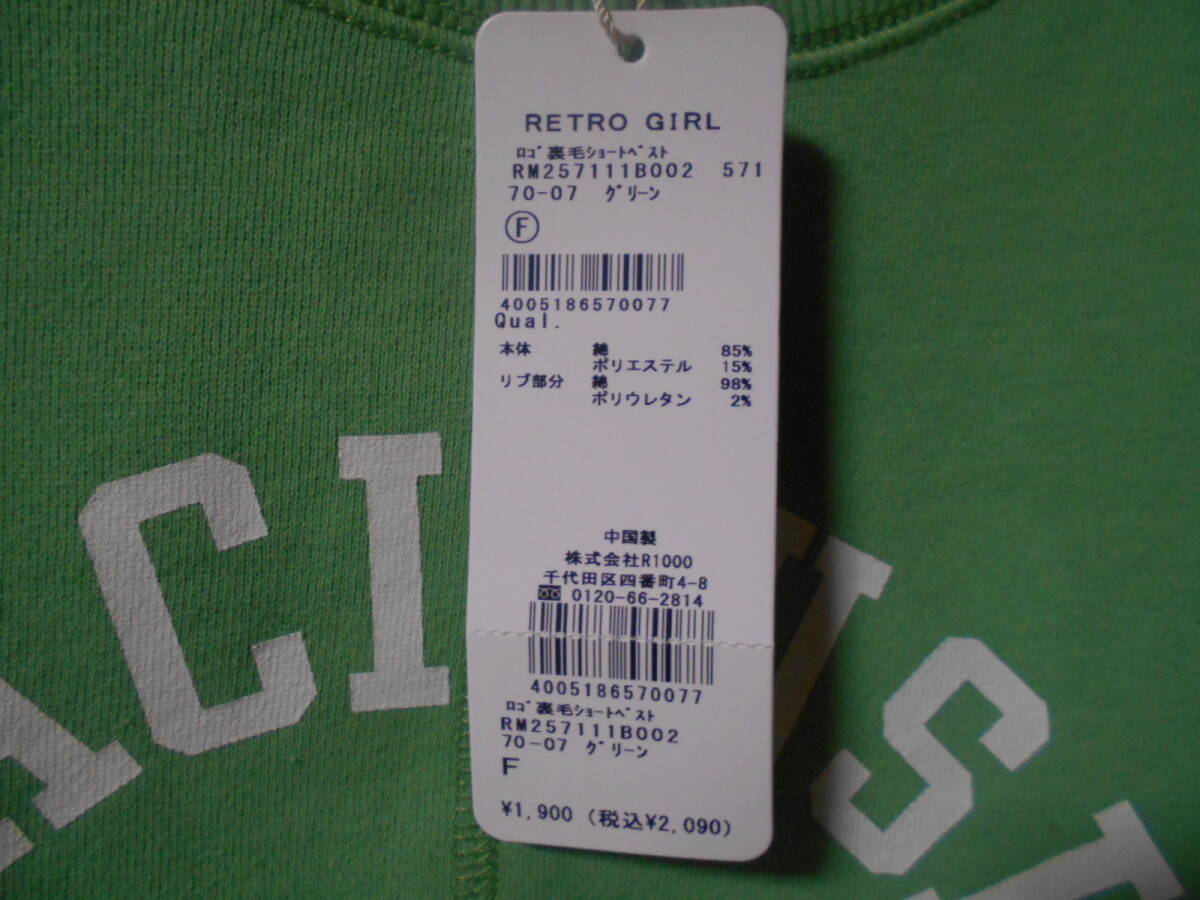 RETRO GIRL
ﾛｺﾞ裏毛ｼｮｰﾄﾍﾞｽﾄ
RM257111B002 571
70-07 ｸﾞﾘｰﾝ
Ⓕ
4005186570077
Qual.
本体 綿 85%
ポリエステル 15%
リブ部分 綿 98%
ポリウレタン 2%
中国製
株式会社R1000
千代田区四番町4-8
0120-66-2814
4005186570077
ﾛｺﾞ裏毛ｼｮｰﾄﾍﾞｽﾄ
RM257111B002
70-07 ｸﾞﾘｰﾝ
F
¥1,900 (税込¥2,090)
ACI
ST